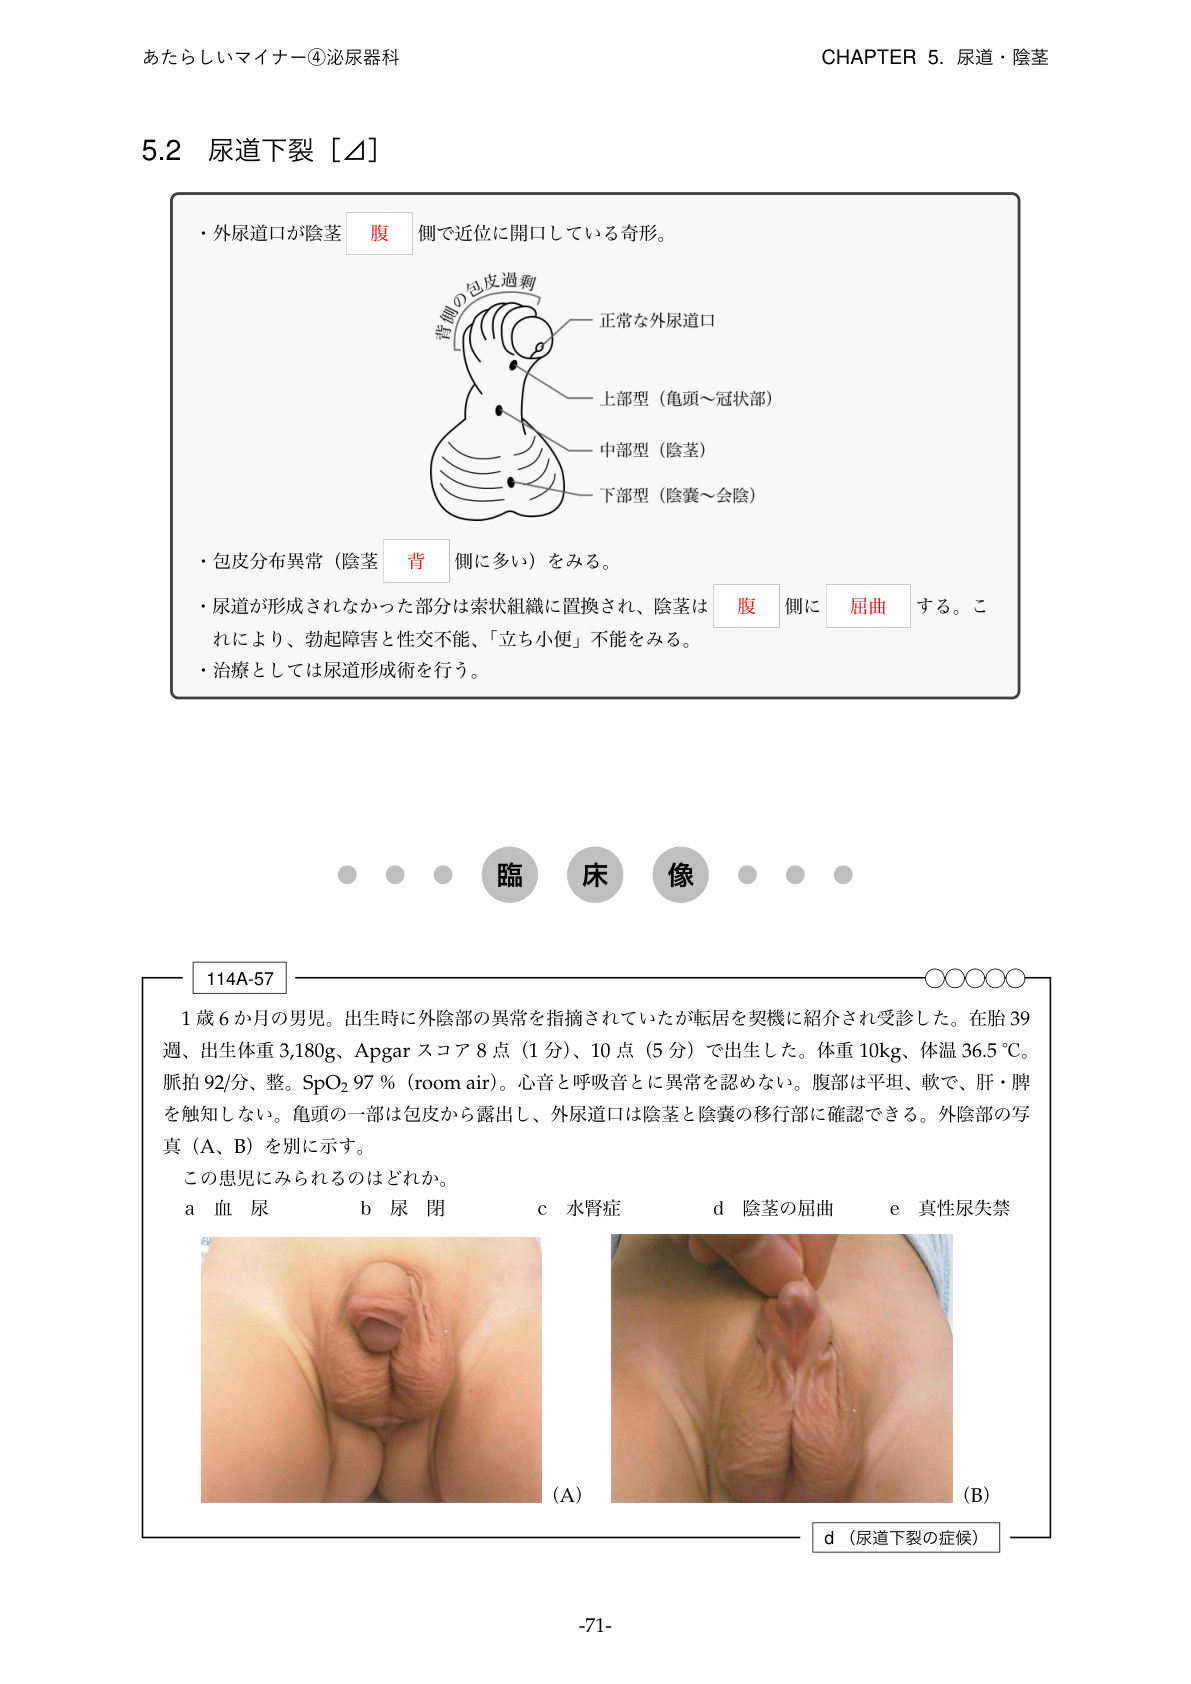 あたらしいマイナー④泌尿器科
CHAPTER 5. 尿道・陰茎
5.2 尿道下裂［⊿］
・外尿道口が陰茎 腹 側で近位に開口している奇形。
背側の包皮過剰
正常な外尿道口
上部型（亀頭〜冠状部）
中部型（陰茎）
下部型（陰嚢〜会陰）
・包皮分布異常（陰茎 背 側に多い）をみる。
・尿道が形成されなかった部分は索状組織に置換され、陰茎は 腹 側に 屈曲 する。こ
れにより、勃起障害と性交不能、「立ち小便」不能をみる。
・治療としては尿道形成術を行う。
臨 床 像
114A-57
1 歳 6 か月の男児。出生時に外陰部の異常を指摘されていたが転居を契機に紹介され受診した。在胎 39
週、出生体重 3,180g、Apgar スコア 8 点（1 分）、10 点（5 分）で出生した。体重 10kg、体温 36.5 ℃。
脈拍 92/分、整。SpO₂ 97 %（room air）。心音と呼吸音とに異常を認めない。腹部は平坦、軟で、肝・脾
を触知しない。亀頭の一部は包皮から露出し、外尿道口は陰茎と陰嚢の移行部に確認できる。外陰部の写
真（A、B）を別に示す。
この患児にみられるのはどれか。
a 血 尿 b 尿 閉 c 水腎症 d 陰茎の屈曲 e 真性尿失禁
（A）
（B）
d （尿道下裂の症候）
-71-